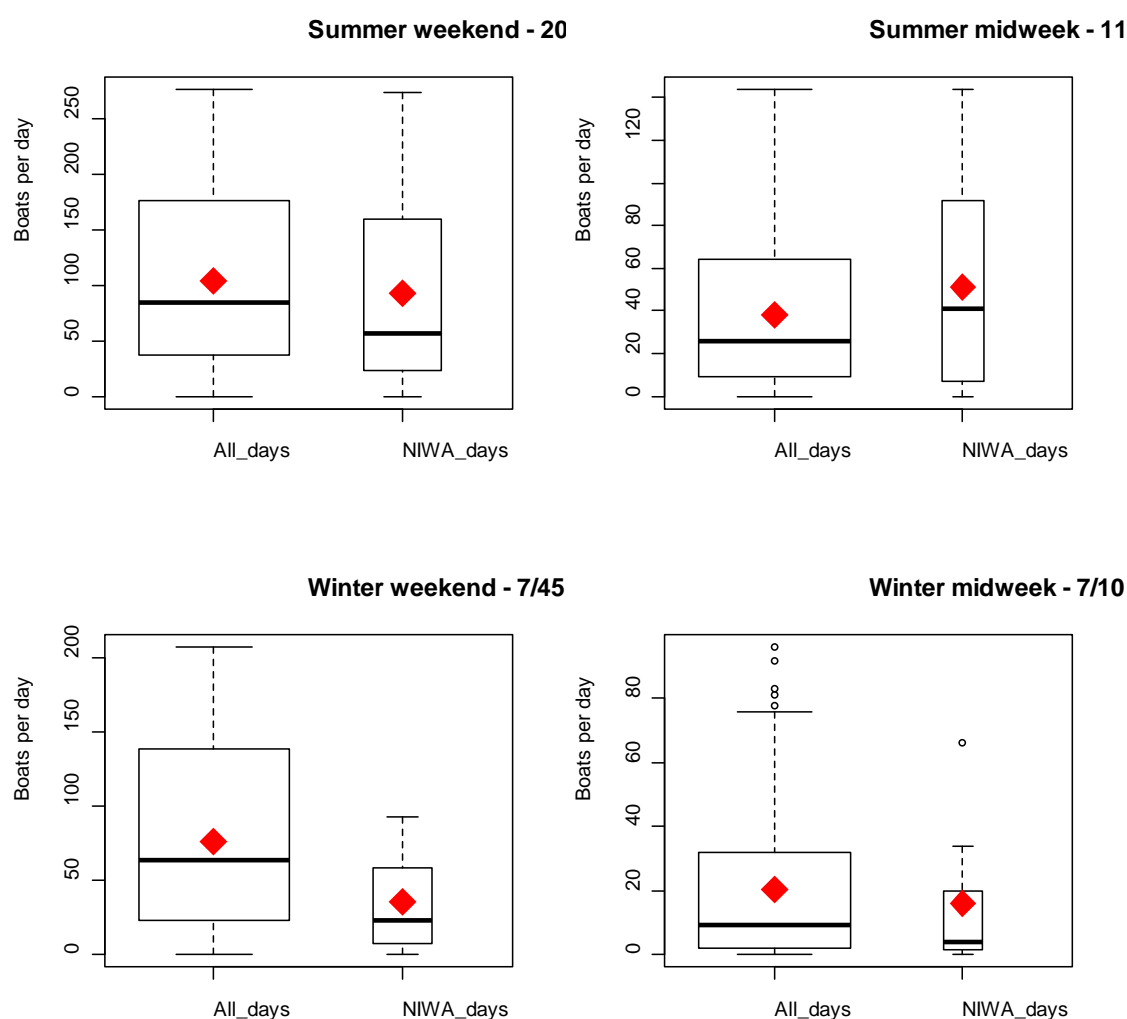 Summer weekend - 20
Boats per day
0
50
100
150
200
250
All_days
NIWA_days
Summer midweek - 11
Boats per day
0
20
40
60
80
120
All_days
NIWA_days
Winter weekend - 7/45
Boats per day
0
50
100
150
200
All_days
NIWA_days
Winter midweek - 7/10
Boats per day
0
20
40
60
80
All_days
NIWA_days